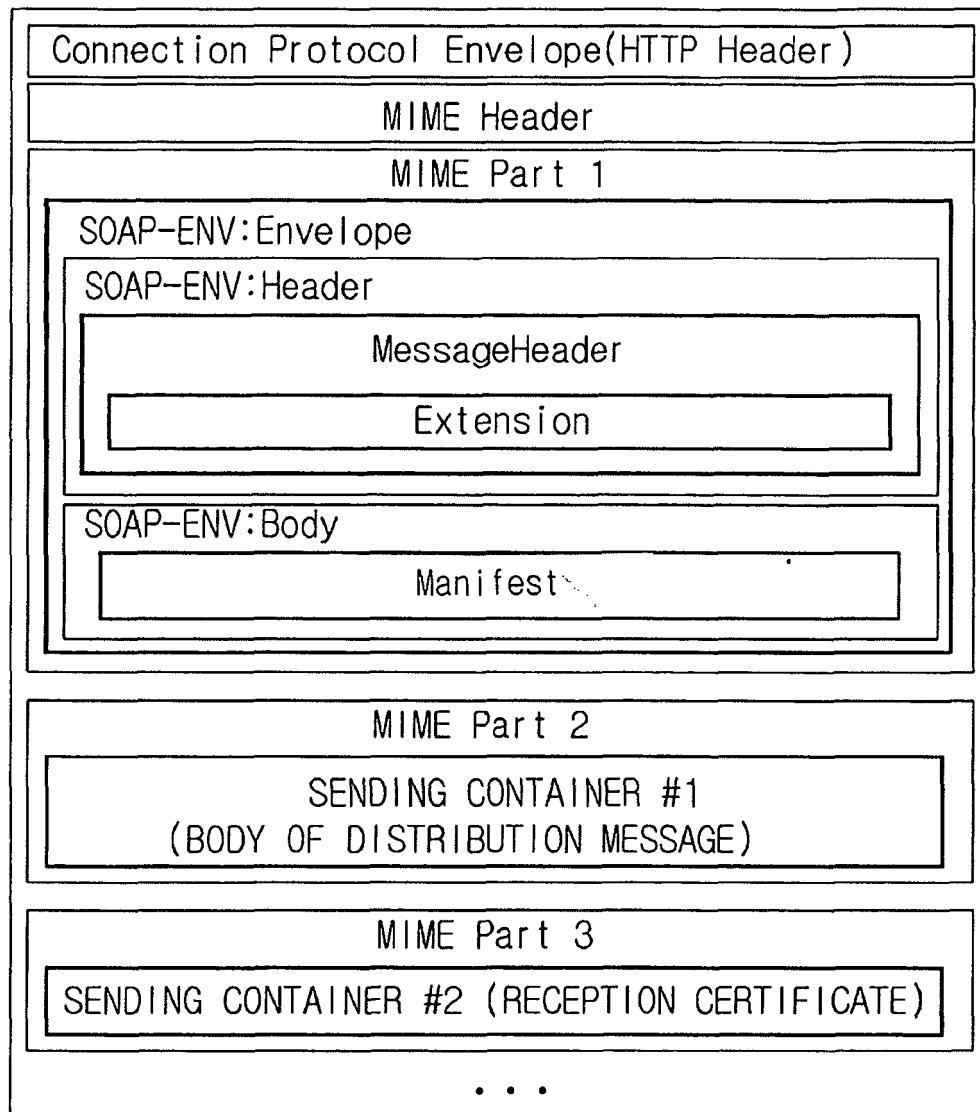 Connection Protocol Envelope(HTTP Header)
MIME Header
MIME Part 1
SOAP-ENV:Envelope
SOAP-ENV:Header
MessageHeader
Extension
SOAP-ENV:Body
Manifest
MIME Part 2
SENDING CONTAINER #1
(BODY OF DISTRIBUTION MESSAGE)
MIME Part 3
SENDING CONTAINER #2 (RECEPTION CERTIFICATE)
...